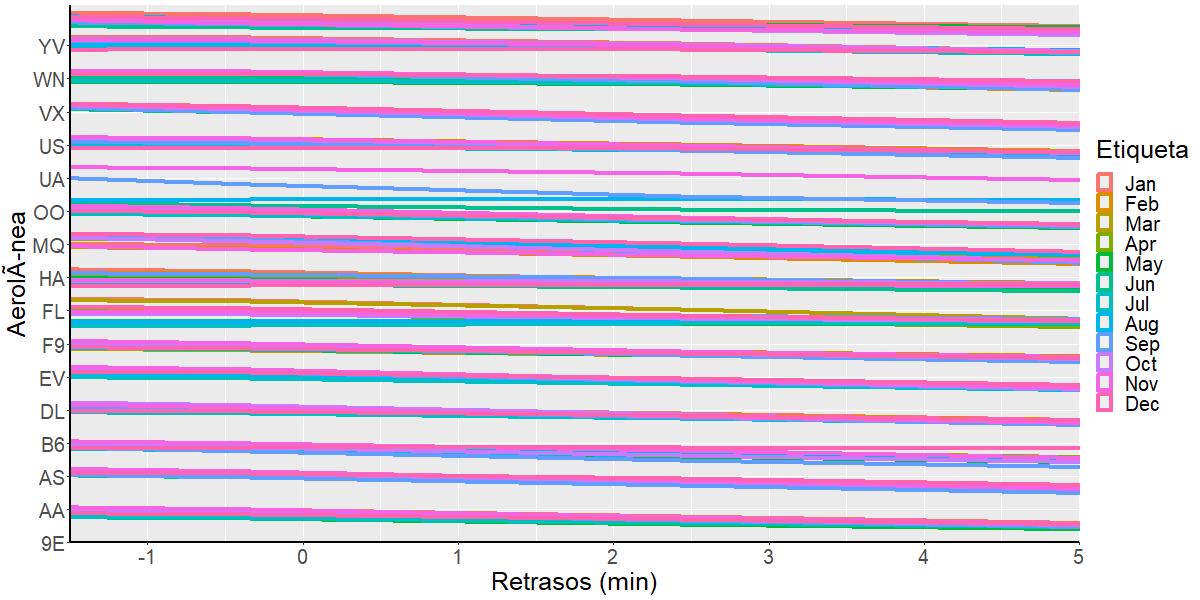 YV
WN
VX
US
UA
OO
MQ
HA
FL
F9
EV
DL
B6
AS
AA
9E
AerolÃ-nea
-1 0 1 2 3 4 5
Retrasos (min)
Etiqueta
Jan
Feb
Mar
Apr
May
Jun
Jul
Aug
Sep
Oct
Nov
Dec